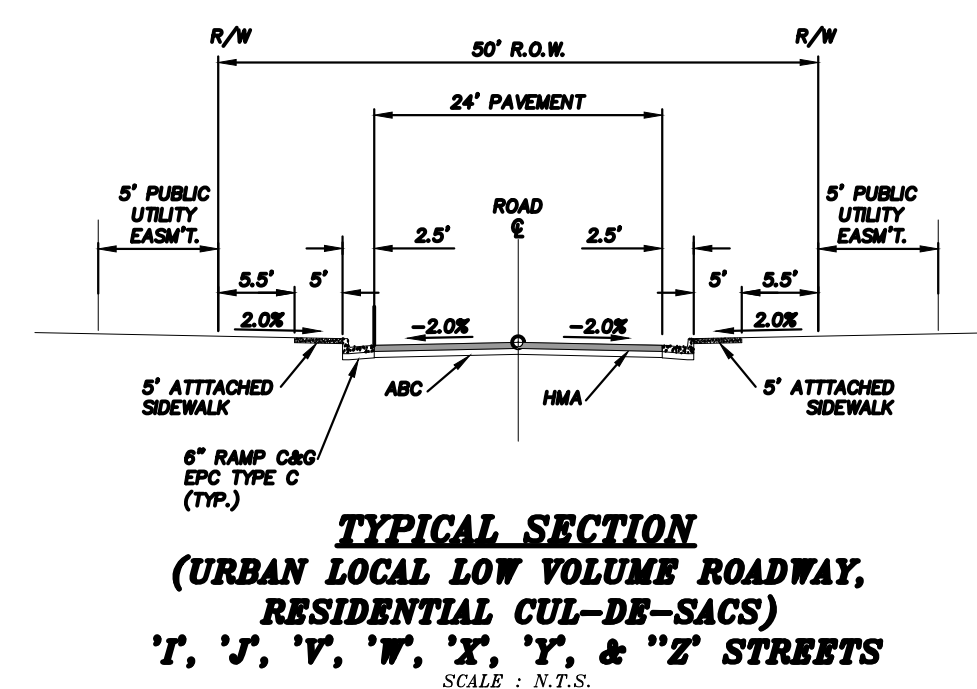 R/W
R/W
50' R.O.W.
24' PAVEMENT
5' PUBLIC
UTILITY
EASM'T.
5' PUBLIC
UTILITY
EASM'T.
ROAD
℄
2.5'
2.5'
5.5'
5'
5'
5.5'
2.0%
-2.0%
-2.0%
2.0%
5' ATTTACHED
SIDEWALK
ABC
HMA
5' ATTTACHED
SIDEWALK
6" RAMP C&G
EPC TYPE C
(TYP.)
TYPICAL SECTION
(URBAN LOCAL LOW VOLUME ROADWAY,
RESIDENTIAL CUL-DE-SACS)
'I', 'J', 'V', 'W', 'X', 'Y', & ''Z' STREETS
SCALE : N.T.S.